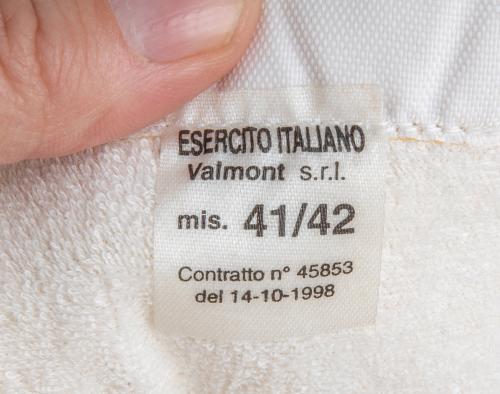 ESERCITO ITALIANO
Valmont s.r.l.
mis. 41/42
Contratto n° 45853
del 14-10-1998